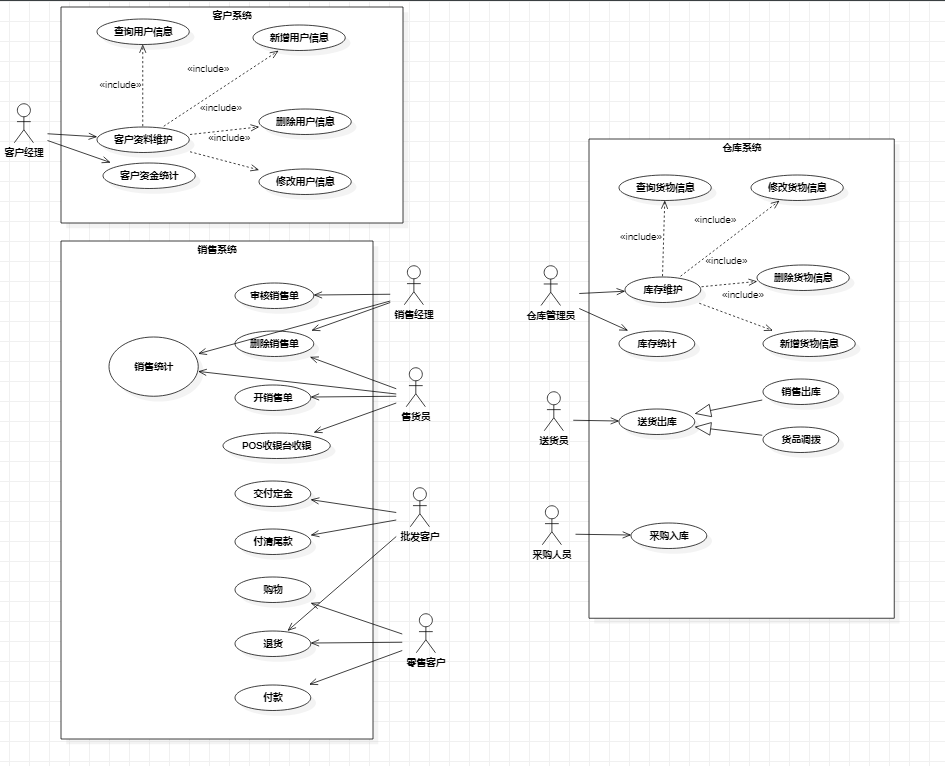 客户系统
查询用户信息
新增用户信息
«include»
«include»
«include»
删除用户信息
«include»
客户资料维护
客户经理
客户资金统计
修改用户信息
销售系统
审核销售单
销售经理
删除销售单
销售统计
开销售单
售货员
POS收银台收银
交付定金
批发客户
付清尾款
购物
退货
零售客户
付款
仓库系统
查询货物信息
修改货物信息
«include»
«include»
«include»
删除货物信息
库存维护
«include»
仓库管理员
库存统计
新增货物信息
销售出库
送货员
送货出库
货品调拨
采购人员
采购入库